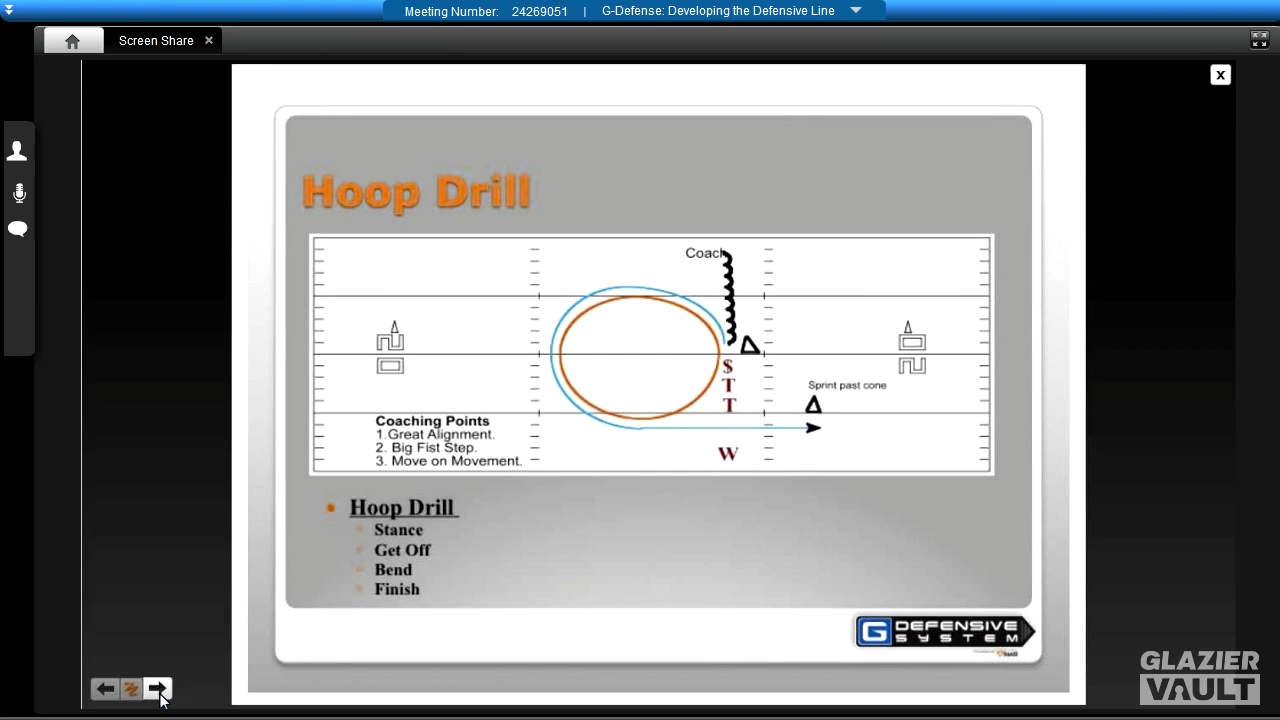 Meeting Number: 24269051 | G-Defense: Developing the Defensive Line
Screen Share
x
Hoop Drill
Coach
$
T
T
W
Sprint past cone
Coaching Points
1.Great Alignment.
2. Big Fist Step.
3. Move on Movement.
Hoop Drill
Stance
Get Off
Bend
Finish
G DEFENSIVE
SYSTEM
GLAZIER
VAULT